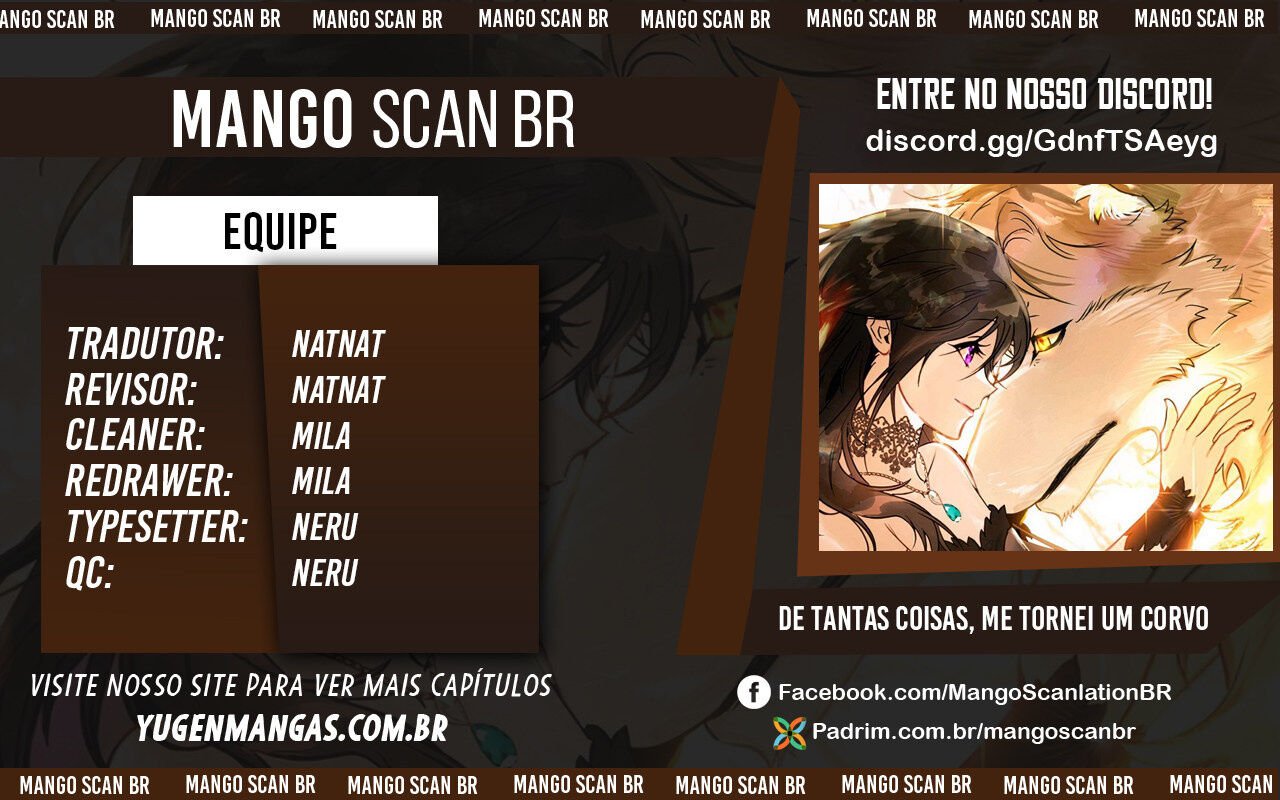 ANGO SCAN BR MANGO SCAN BR MANGO SCAN BR MANGO SCAN BR MANGO SCAN BR MANGO SCAN BR MANGO SCAN BR MANGO SCAN BR
MANGO SCAN BR
EQUIPE
TRADUTOR: NATNAT
REVISOR: NATNAT
CLEANER: MILA
REDRAWER: MILA
TYPESETTER: NERU
QC: NERU
VISITE NOSSO SITE PARA VER MAIS CAPÍTULOS
YUGENMANGAS.COM.BR
ENTRE NO NOSSO DISCORD!
discord.gg/GdnfTSAeyg
DE TANTAS COISAS, ME TORNEI UM CORVO
Facebook.com/MangoScanlationBR
Padrim.com.br/mangoscanbr
MANGO SCAN BR MANGO SCAN BR MANGO SCAN BR MANGO SCAN BR MANGO SCAN BR MANGO SCAN BR MANGO SCAN BR MANGO SCAN